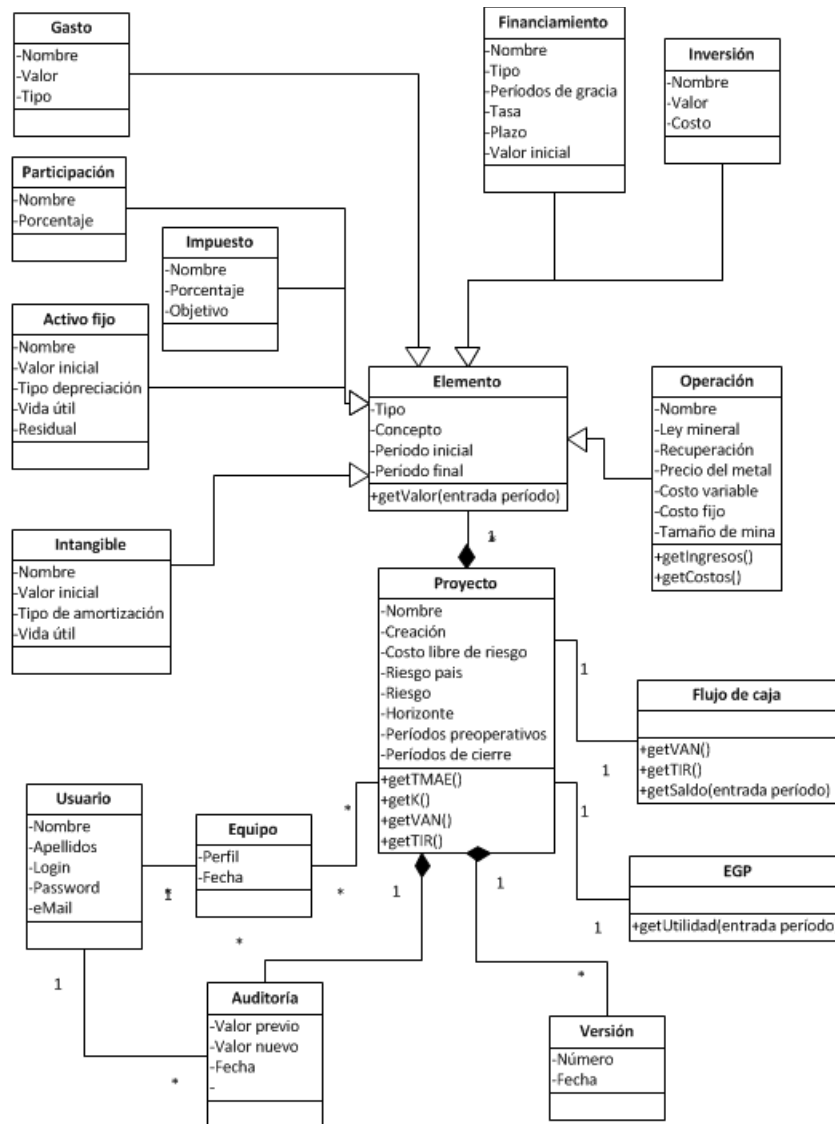 Gasto
-Nombre
-Valor
-Tipo
Financiamiento
-Nombre
-Tipo
-Períodos de gracia
-Tasa
-Plazo
-Valor inicial
Inversión
-Nombre
-Valor
-Costo
Participación
-Nombre
-Porcentaje
Impuesto
-Nombre
-Porcentaje
-Objetivo
Activo fijo
-Nombre
-Valor inicial
-Tipo depreciación
-Vida útil
-Residual
Elemento
-Tipo
-Concepto
-Período inicial
-Período final
+getValor(entrada período)
Operación
-Nombre
-Ley mineral
-Recuperación
-Precio del metal
-Costo variable
-Costo fijo
-Tamaño de mina
+getIngresos()
+getCostos()
Intangible
-Nombre
-Valor inicial
-Tipo de amortización
-Vida útil
1
Proyecto
-Nombre
-Creación
-Costo libre de riesgo
-Riesgo pais
-Riesgo
-Horizonte
-Períodos preoperativos
-Períodos de cierre
+getTMAE()
+getK()
+getVAN()
+getTIR()
1
1
Flujo de caja
+getVAN()
+getTIR()
+getSaldo(entrada período)
1
1
EGP
+getUtilidad(entrada período
Usuario
-Nombre
-Apellidos
-Login
-Password
-eMail
Equipo
-Perfil
-Fecha
*
*
1
*
1
1
*
1
*
Auditoría
-Valor previo
-Valor nuevo
-Fecha
-
*
Versión
-Número
-Fecha